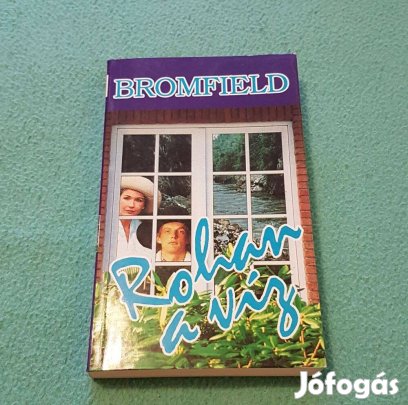 BROMFIELD
Rohan
a víz
Jófogás